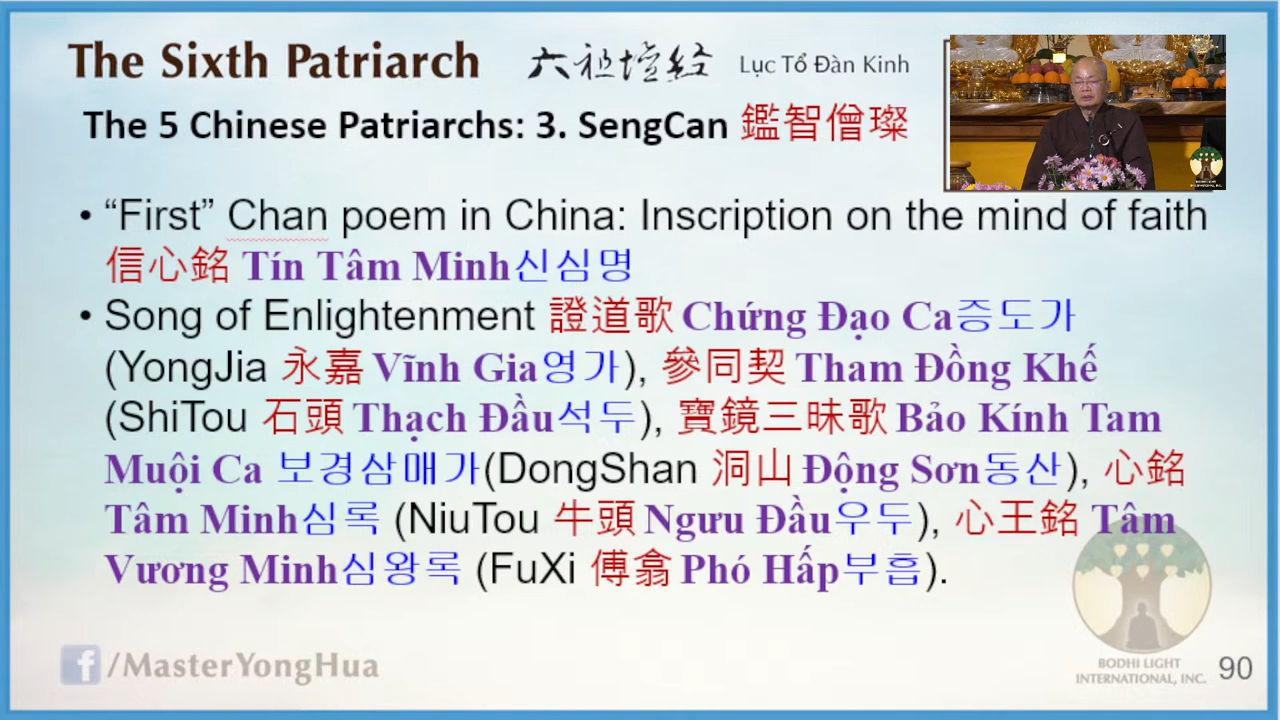 The Sixth Patriarch 六祖壇经 Lục Tổ Đàn Kinh
The 5 Chinese Patriarchs: 3. SengCan 鑑智僧璨
• “First” Chan poem in China: Inscription on the mind of faith
信心銘 Tín Tâm Minh신심명
• Song of Enlightenment 證道歌 Chứng Đạo Ca증도가
(YongJia 永嘉 Vĩnh Gia영가), 參同契 Tham Đồng Khế
(ShiTou 石頭 Thạch Đầu석두), 寶鏡三昧歌 Bảo Kính Tam
Muội Ca 보경삼매가(DongShan 洞山 Động Sơn동산), 心銘
Tâm Minh심록 (NiuTou 牛頭 Ngưu Đầu우두), 心王銘 Tâm
Vương Minh심왕록 (FuXi 傅翕 Phó Hấp부흡).
f/MasterYongHua
BODHI LIGHT
INTERNATIONAL, INC.
90
BODHI LIGHT
INTERNATIONAL, INC.